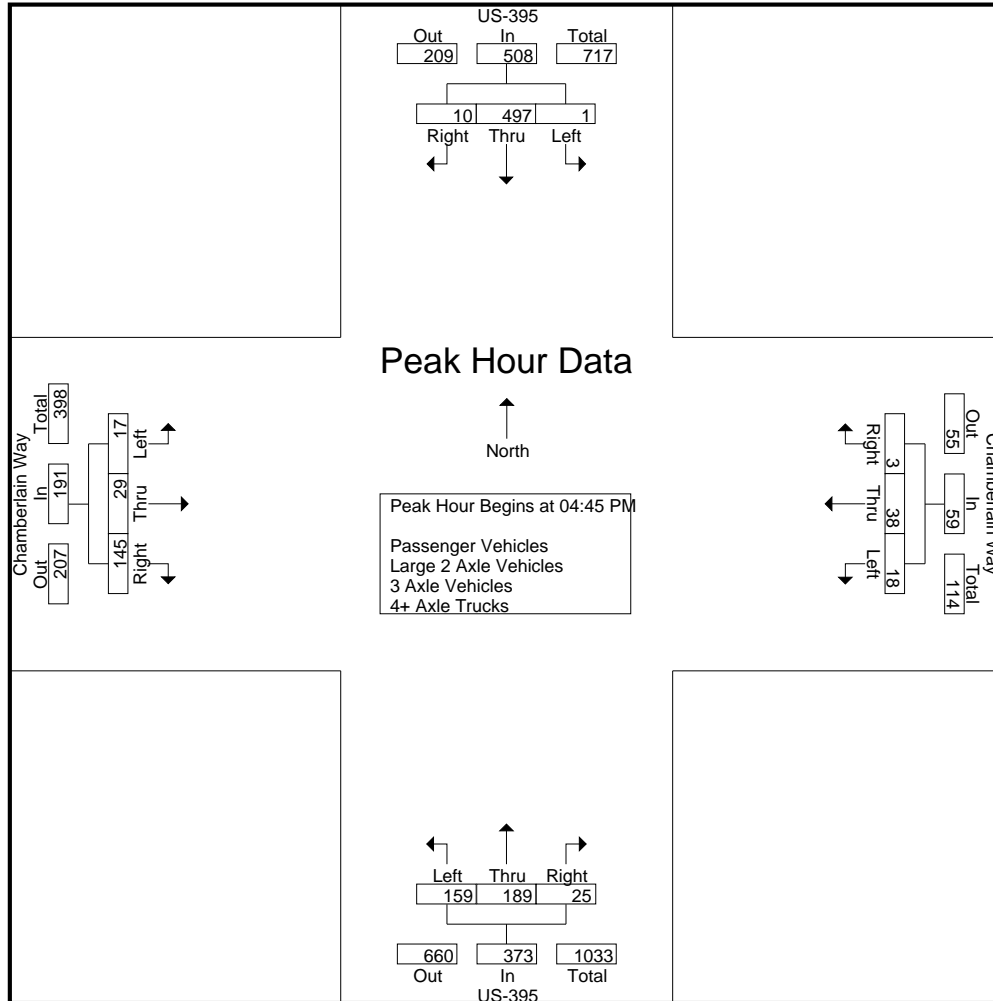 US-395
Out In Total
209 508 717
10 497 1
Right Thru Left
Peak Hour Data
North
Peak Hour Begins at 04:45 PM
Passenger Vehicles
Large 2 Axle Vehicles
3 Axle Vehicles
4+ Axle Trucks
Chamberlain Way
Out In Total
207 191 398
17 29 145
Left Thru Right
Chamberlain Way
Out In Total
55 59 114
3 38 18
Right Thru Left
Left Thru Right
159 189 25
660 373 1033
Out In Total
US-395